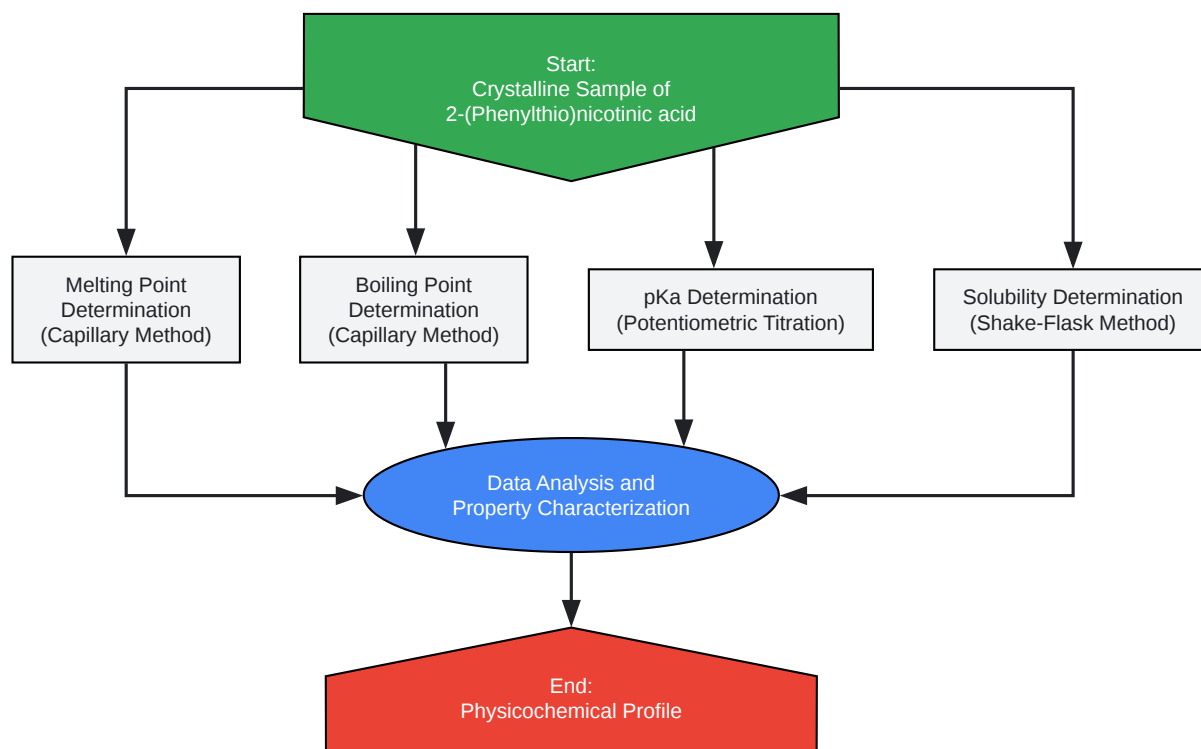 Start:
Crystalline Sample of
2-(Phenylthio)nicotinic acid
Melting Point
Determination
(Capillary Method)
Boiling Point
Determination
(Capillary Method)
pKa Determination
(Potentiometric Titration)
Solubility Determination
(Shake-Flask Method)
Data Analysis and
Property Characterization
End:
Physicochemical Profile